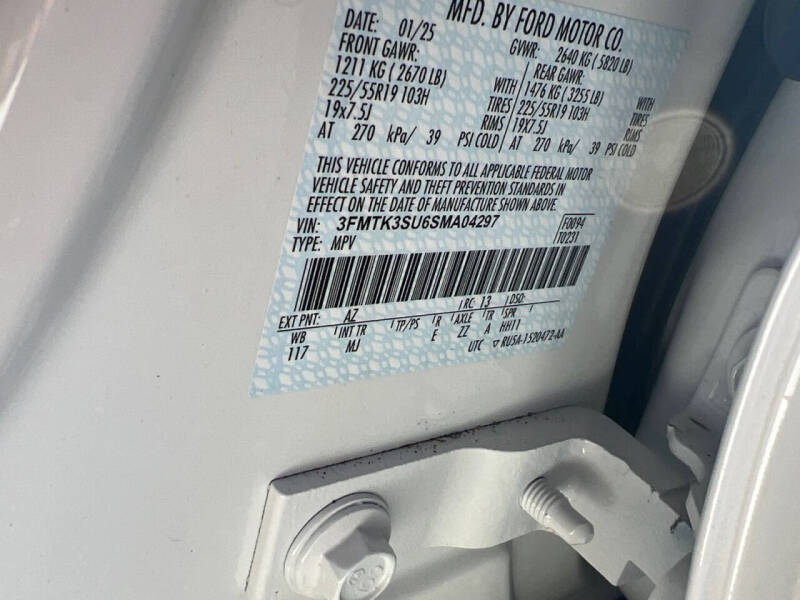 MFD. BY FORD MOTOR CO.
DATE: 01/25 GVWR: 2640 KG ( 5820 LB)
FRONT GAWR: REAR GAWR:
1211 KG ( 2670 LB) WITH 1476 KG ( 3255 LB) WITH
225/55R19 103H TIRES 225/55R19 103H TIRES
19x7.5J RIMS 19X7.5J RIMS
AT 270 kPa/ 39 PSI COLD AT 270 kPa/ 39 PSI COLD
THIS VEHICLE CONFORMS TO ALL APPLICABLE FEDERAL MOTOR
VEHICLE SAFETY AND THEFT PREVENTION STANDARDS IN
EFFECT ON THE DATE OF MANUFACTURE SHOWN ABOVE.
VIN: 3FMTK3SU6SMA04297 F0094
TYPE: MPV T0231
EXT PNT: AZ RC: 13 DSO:
WB INT TR TP/PS R AXLE TR SPR
117 MJ E ZZ A HH11
UTC ▽ RU5A-1520472-AA